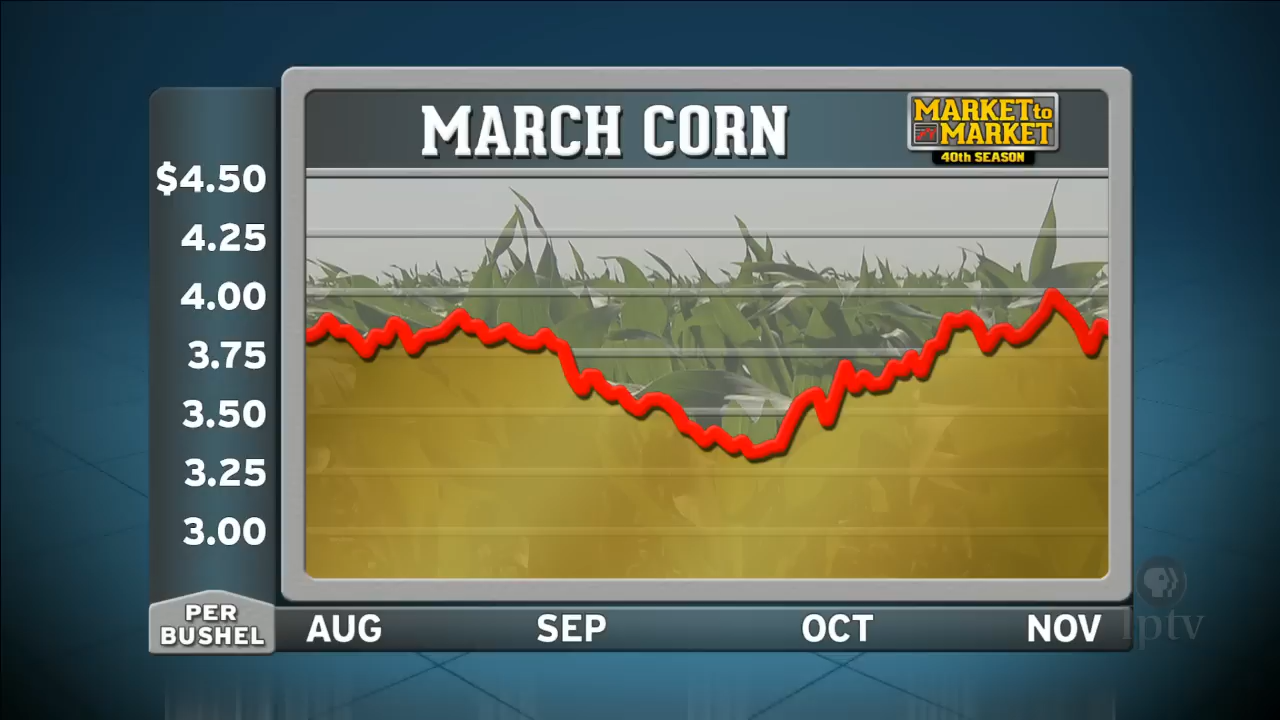 MARCH CORN
MARKET to
MARKET
40th SEASON
$4.50
4.25
4.00
3.75
3.50
3.25
3.00
PER
BUSHEL
AUG SEP OCT NOV
iptv